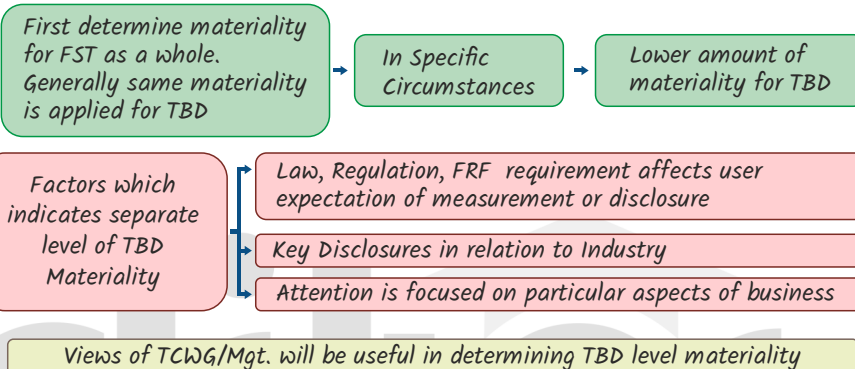 First determine materiality
for FST as a whole.
Generally same materiality
is applied for TBD
In Specific
Circumstances
Lower amount of
materiality for TBD
Factors which
indicates separate
level of TBD
Materiality
Law, Regulation, FRF requirement affects user
expectation of measurement or disclosure
Key Disclosures in relation to Industry
Attention is focused on particular aspects of business
Views of TCWG/Mgt. will be useful in determining TBD level materiality